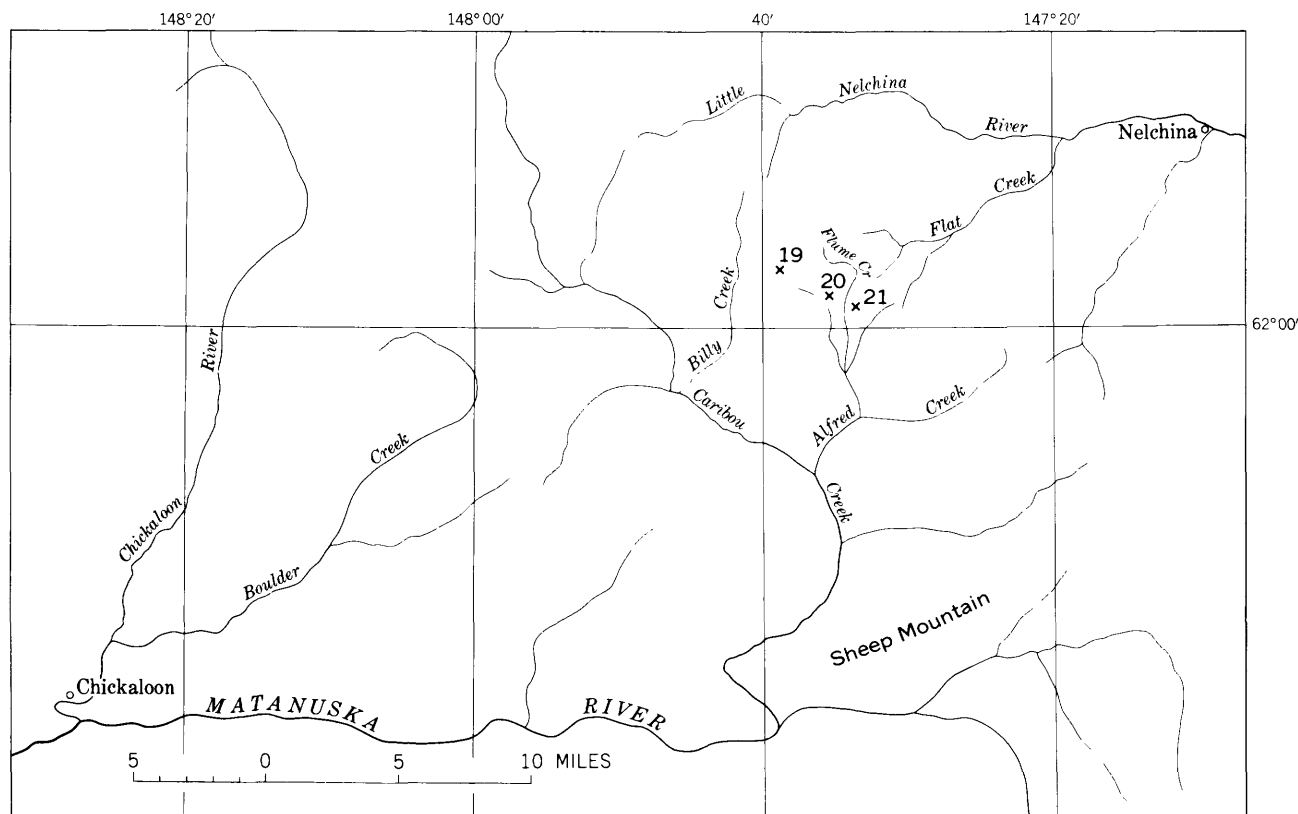 148°20′
148°00′
40′
147°20′
Little
Nelchina
River
Nelchina
Creek
Flat
Flume Cr
19
20
21
Creek
Billy
62°00′
River
Caribou
Creek
Alfred
Creek
Creek
Chickaloon
Boulder
Sheep Mountain
Chickaloon
MATANUSKA
RIVER
5 0 5 10 MILES